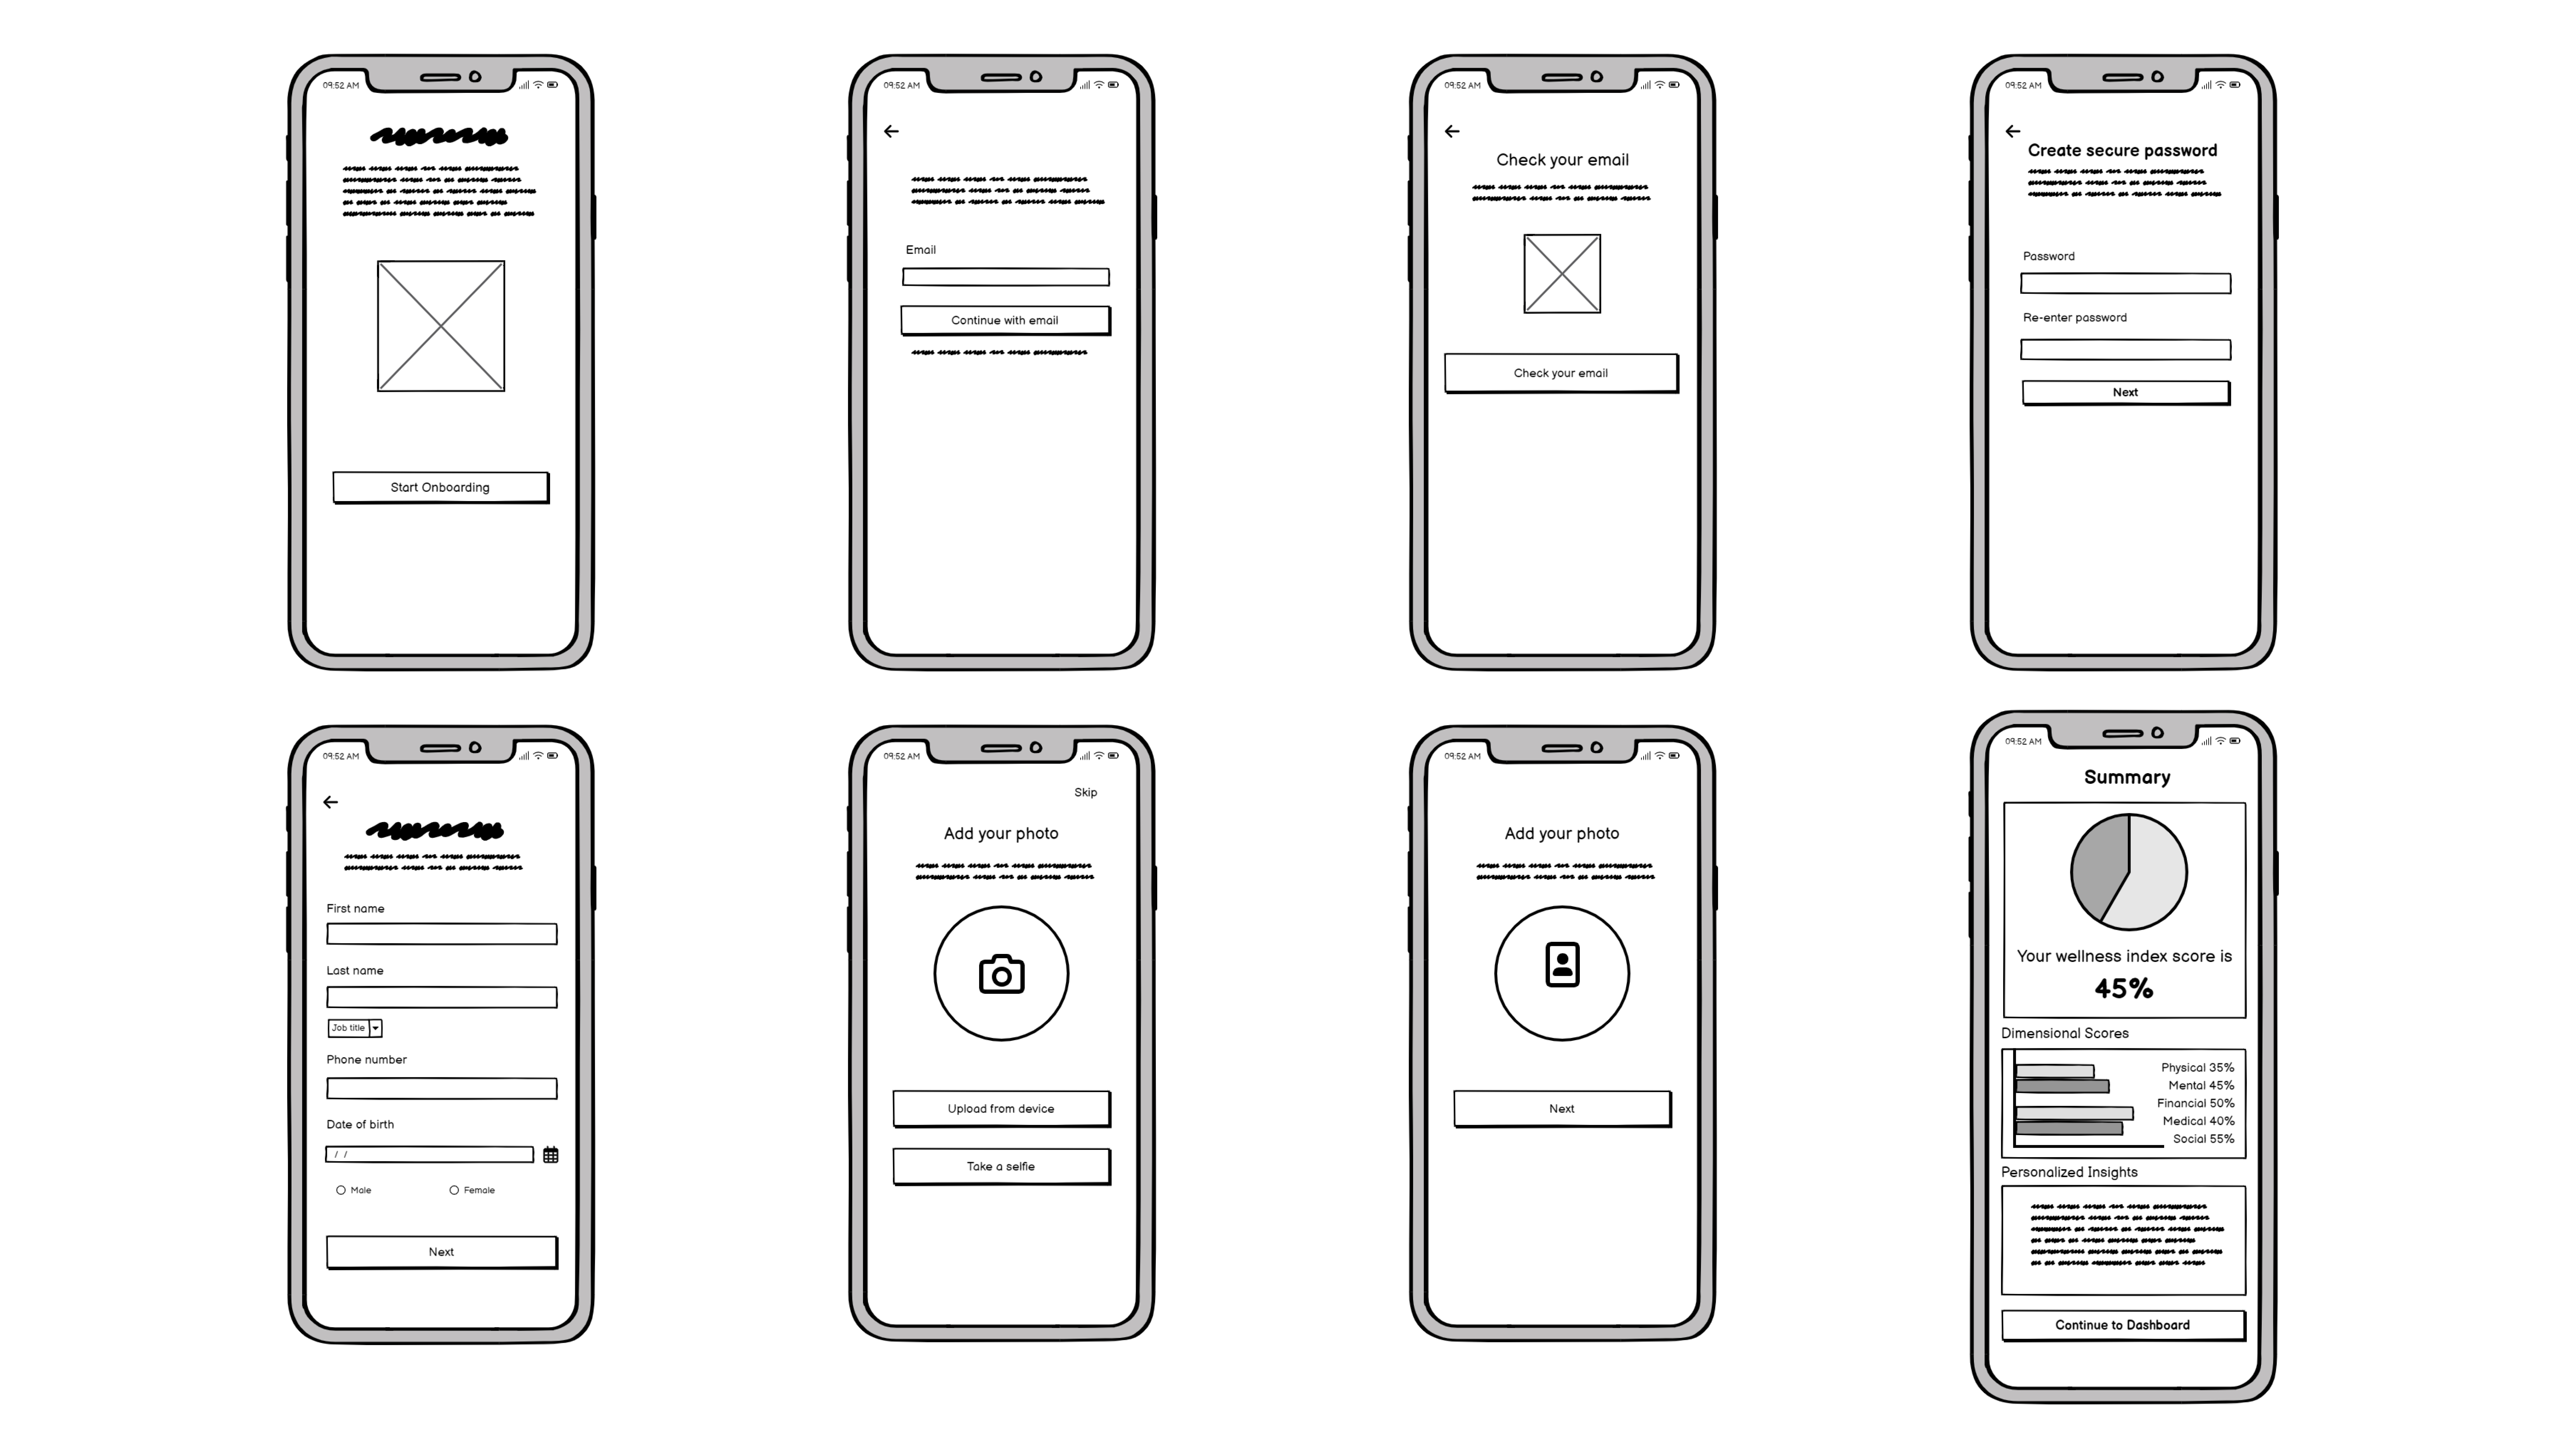 09:52 AM
Start Onboarding
09:52 AM
Email
Continue with email
09:52 AM
Check your email
Check your email
09:52 AM
Create secure password
Password
Re-enter password
Next
09:52 AM
First name
Last name
Job title
Phone number
Date of birth
/ /
Male Female
Next
09:52 AM
Skip
Add your photo
Upload from device
Take a selfie
09:52 AM
Add your photo
Next
09:52 AM
Summary
Your wellness index score is
45%
Dimensional Scores
Physical 35%
Mental 45%
Financial 50%
Medical 40%
Social 55%
Personalized Insights
Continue to Dashboard